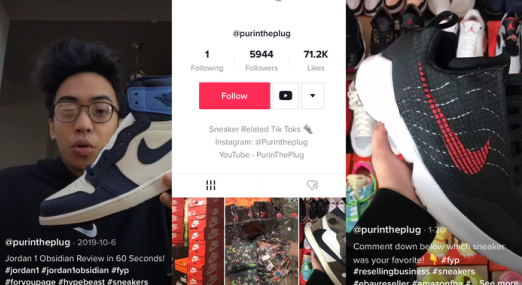 @purintheplug · 2019-10-6
Jordan 1 Obsidian Review in 60 Seconds!
#jordan1 #jordan1obsidian #fyp
#foryoupage #hypebeast #sneakers
@purintheplug
1 5944 71.2K
Following Followers Likes
Follow
Sneaker Related Tik Toks
Instagram: @Purintheplug
YouTube - PurinThePlug
@purintheplug · 1-20
Comment down below which sneaker
was your favorite! #fyp
#resellingbusiness #sneakers
#ebayreseller #amazonfba #... See more